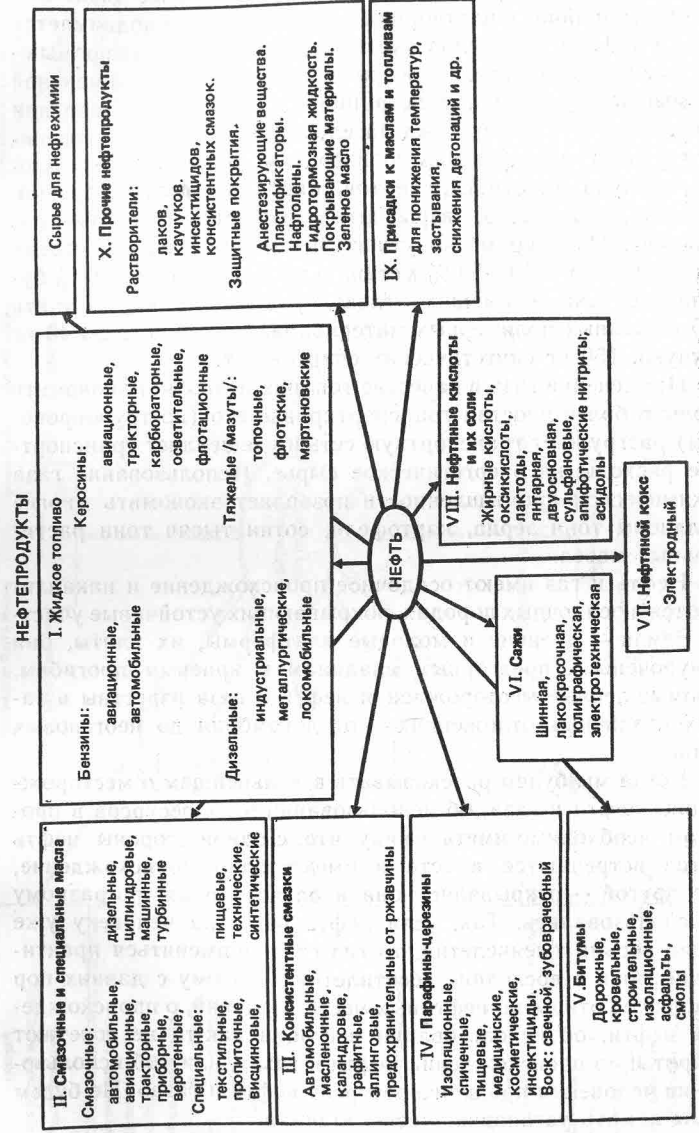 НЕФТЕПРОДУКТЫ
I. Жидкое топливо
Бензины:
авиационные
автомобильные
Керосины:
авиационные,
тракторные,
карбюраторные,
осветительные,
флотационные
Дизельные:
индустриальные,
металлургические,
локомобильные
Тяжелые /мазуты/:
топочные,
флотские,
мартеновские
Сырье для нефтехимии.
II. Смазочные и специальные масла
Смазочные:
автомобильные, дизельные,
авиационные, цилиндровые,
тракторные, машинные,
приборные, турбинные
веретенные
Специальные: пищевые,
текстильные, технические,
пропиточные, синтетические
восциновые,
III. Консистентные смазки
Автомобильные,
масленочные,
каландровые,
графитные,
эллинговые,
предохранительные от ржавчины
IV. Парафины-церезины
Изоляционные,
спичечные,
пищевые,
медицинские,
косметические,
инсектициды,
Воск: свечной, зубоврачебный
V. Битумы
Дорожные,
кровельные,
строительные,
изоляционные,
асфальты,
смолы
VI. Сажа
Шинная,
лакокрасочная,
полиграфическая,
электротехническая
VII. Нефтяной кокс
Электродный
VIII. Нефтяные кислоты
и их соли
Жирные кислоты,
оксикислоты,
лактоды,
янтарная,
двуосновная,
сульфановые,
алифотические нитриты,
асидолы
IX. Присадки к маслам и топливам
для понижения температур,
застывания,
снижения детонаций и др.
X. Прочие нефтепродукты
Растворители:
лаков,
каучуков.
инсектицидов,
консистентных смазок.
Защитные покрытия.
Анестезирующие вещества.
Пластификаторы.
Нафтолены.
Гидротормозная жидкость.
Покрывающие материалы.
Зеленое масло
НЕФТЬ